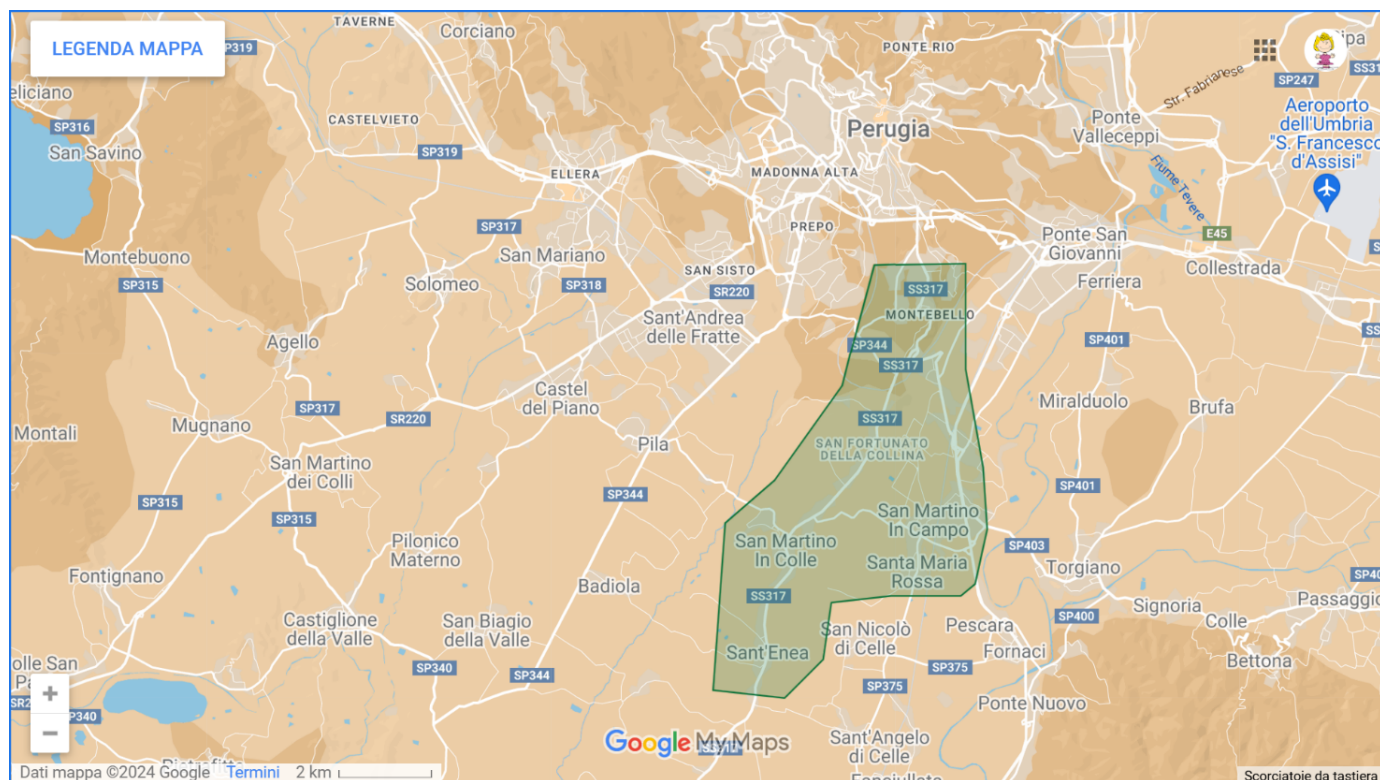 LEGENDA MAPPA
TAVERNE
Corciano
SP319
PONTE RIO
SP247
Str. Fabrianese
Ponte
Valleceppi
Aeroporto
dell'Umbria
"S. Francesco
d'Assisi"
SP316
San Savino
CASTELVIETO
SP319
Perugia
ELLERA
MADONNA ALTA
Fiume Tevere
SP317
PREPO
E45
Ponte San
Giovanni
Montebuono
San Mariano
SAN SISTO
Collestrada
SP315
Solomeo
SP318
SR220
SS317
Ferriera
Sant'Andrea
delle Fratte
MONTEBELLO
Agello
SP344
SS317
SP401
Castel
del Piano
SP317
SR220
SS317
Miralduolo
Brufa
Montali
Mugnano
Pila
SAN FORTUNATO
DELLA COLLINA
San Martino
dei Colli
SP315
SP344
SP401
SP315
San Martino
In Campo
Pilonico
Materno
San Martino
In Colle
SP403
Santa Maria
Rossa
Torgiano
Fontignano
Badiola
SS317
Signoria
Passaggio
Castiglione
della Valle
San Biagio
della Valle
SP400
Colle
San Nicolò
di Celle
Pescara
Fornaci
Sant'Enea
Bettona
SP340
SP344
SP375
SP375
+
SP340
−
Ponte Nuovo
Sant'Angelo
di Celle
Google My Maps
Dati mappa ©2024 Google
Termini
2 km
Scorciatoie da tastiera